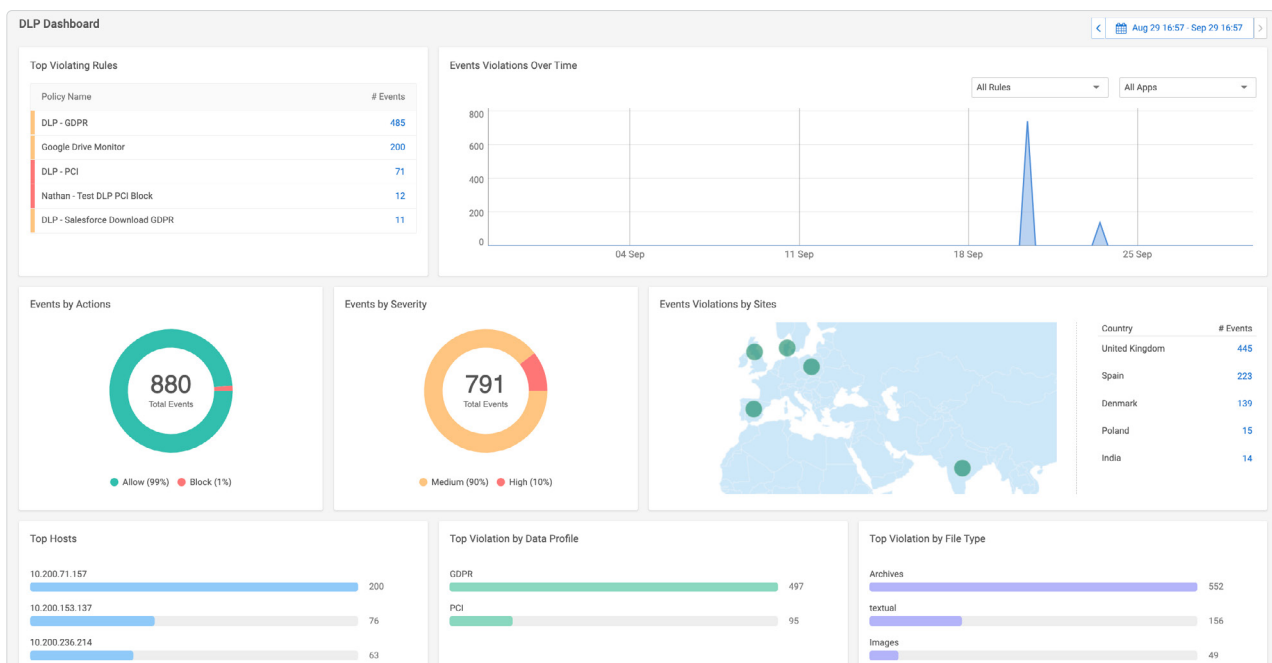 DLP Dashboard
Aug 29 16:57 - Sep 29 16:57
Top Violating Rules
Policy Name # Events
DLP - GDPR 485
Google Drive Monitor 200
DLP - PCI 71
Nathan - Test DLP PCI Block 12
DLP - Salesforce Download GDPR 11
Events Violations Over Time
All Rules All Apps
800
600
400
200
0
04 Sep 11 Sep 18 Sep 25 Sep
Events by Actions
880
Total Events
Allow (99%) Block (1%)
Events by Severity
791
Total Events
Medium (90%) High (10%)
Events Violations by Sites
Country # Events
United Kingdom 445
Spain 223
Denmark 139
Poland 15
India 14
Top Hosts
10.200.71.157
200
10.200.153.137
76
10.200.236.214
63
Top Violation by Data Profile
GDPR
497
PCI
95
Top Violation by File Type
Archives
552
textual
156
Images
49